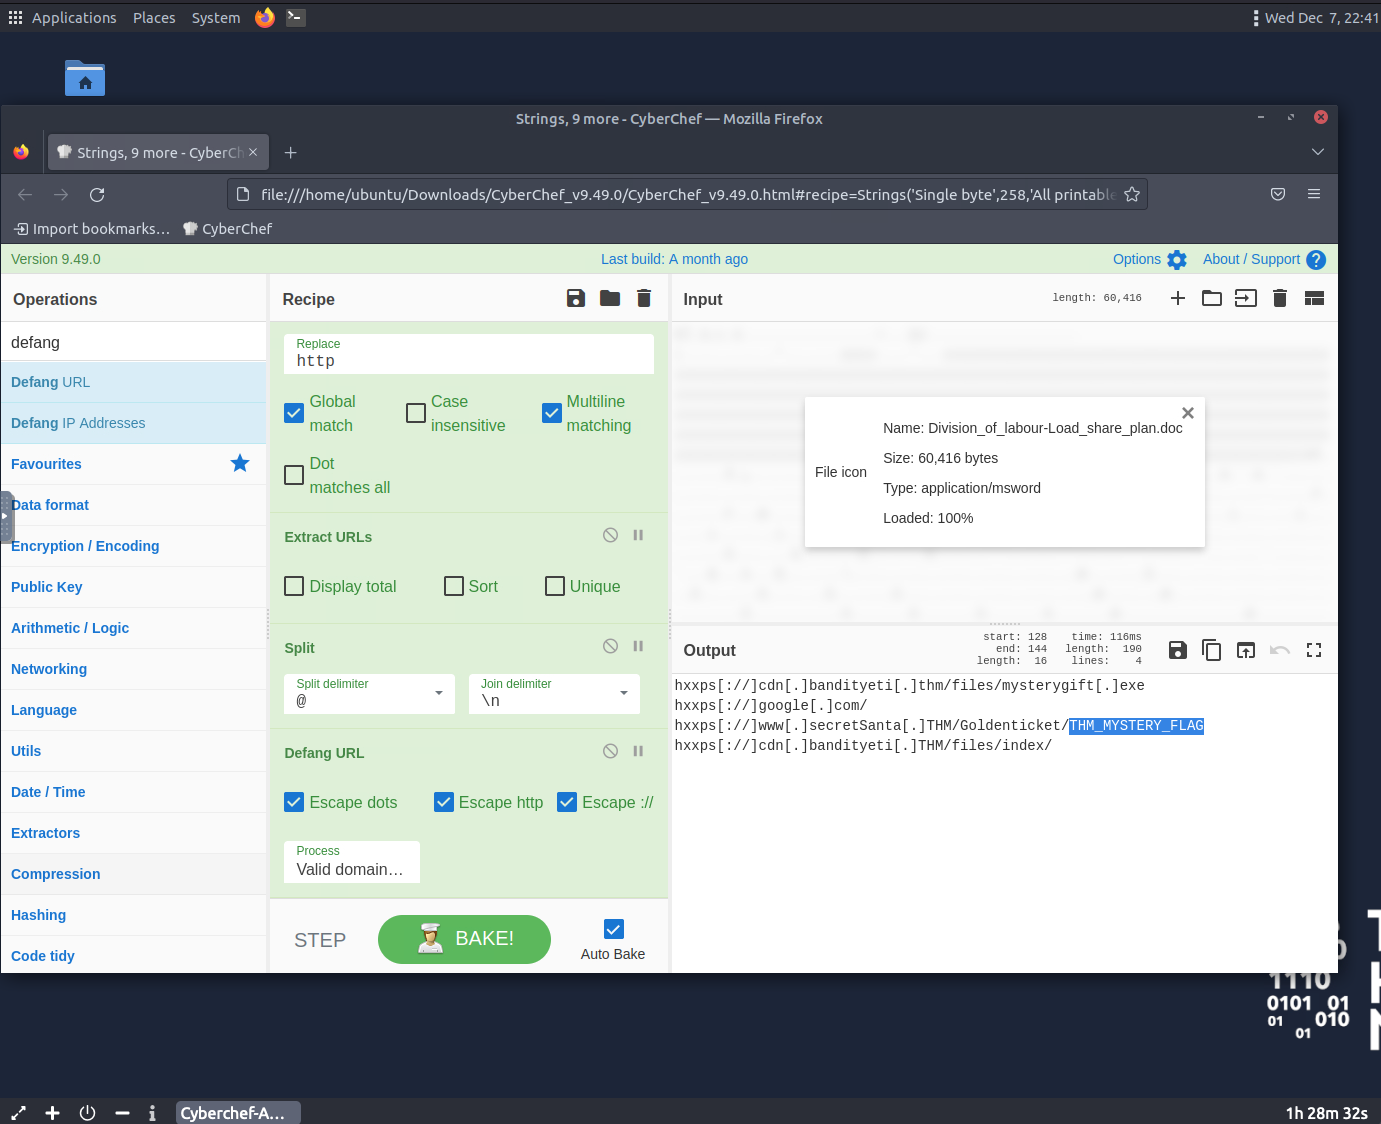 Applications Places System
Wed Dec 7, 22:41
Strings, 9 more - CyberChef — Mozilla Firefox
Strings, 9 more - CyberCh
file:///home/ubuntu/Downloads/CyberChef_v9.49.0/CyberChef_v9.49.0.html#recipe=Strings('Single byte',258,'All printable
Import bookmarks… CyberChef
Version 9.49.0
Last build: A month ago
Options
About / Support
Operations
defang
Defang URL
Defang IP Addresses
Favourites
Data format
Encryption / Encoding
Public Key
Arithmetic / Logic
Networking
Language
Utils
Date / Time
Extractors
Compression
Hashing
Code tidy
Recipe
Replace
http
Global match
Case insensitive
Multiline matching
Dot matches all
Extract URLs
Display total
Sort
Unique
Split
Split delimiter
@
Join delimiter
\n
Defang URL
Escape dots
Escape http
Escape ://
Process
Valid domain…
STEP
BAKE!
Auto Bake
Input
length: 60,416
File icon
Name: Division_of_labour-Load_share_plan.doc
Size: 60,416 bytes
Type: application/msword
Loaded: 100%
Output
start: 128 time: 116ms
end: 144 length: 190
length: 16 lines: 4
hxxps[://]cdn[.]bandityeti[.]thm/files/mysterygift[.]exe
hxxps[://]google[.]com/
hxxps[://]www[.]secretSanta[.]THM/Goldenticket/THM_MYSTERY_FLAG
hxxps[://]cdn[.]bandityeti[.]THM/files/index/
1110
0101 01
01 010
01
Cyberchef-A…
1h 28m 32s